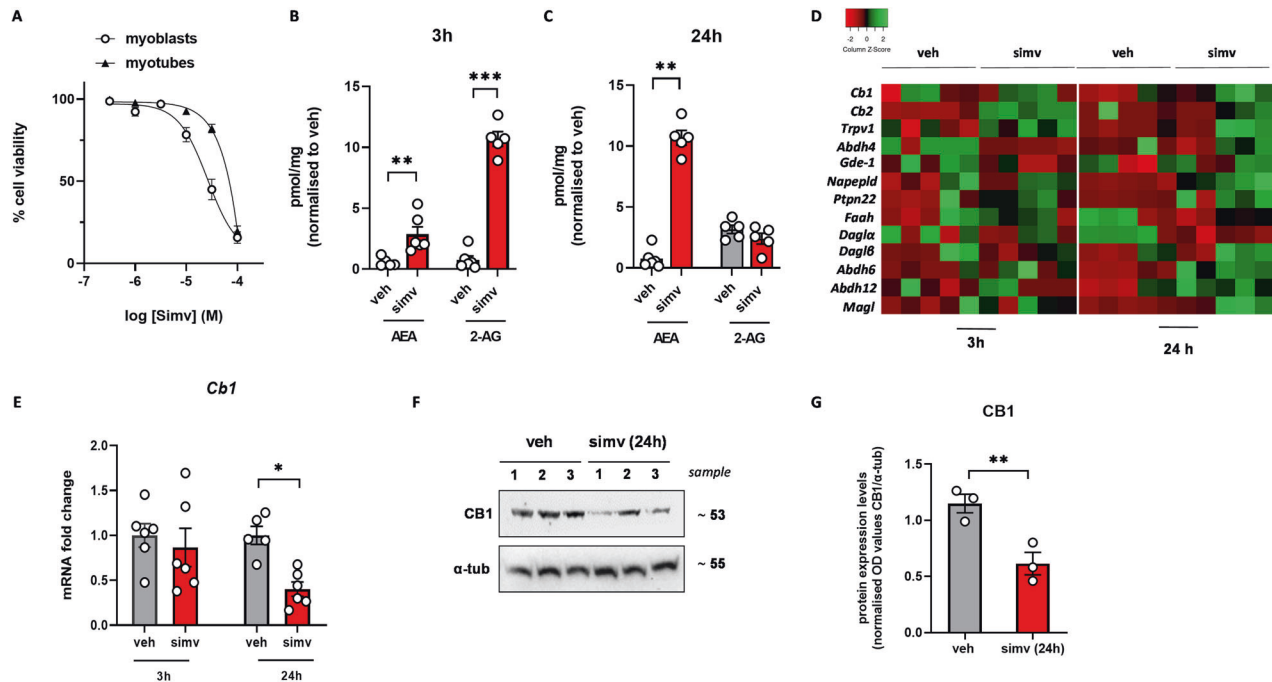 A
myoblasts
myotubes
% cell viability
100
50
0
-7
-6
-5
-4
-3
log [Simv] (M)
B
3h
pmol/mg
(normalised to veh)
15
10
5
0
**
***
veh
simv
veh
simv
AEA
2-AG
C
24h
pmol/mg
(normalised to veh)
15
10
5
0
**
veh
simv
veh
simv
AEA
2-AG
D
-2 0 2
Column Z-Score
veh
simv
veh
simv
Cb1
Cb2
Trpv1
Abdh4
Gde-1
Napepld
Ptpn22
Faah
Daglα
Daglβ
Abdh6
Abdh12
Magl
3h
24 h
E
Cb1
mRNA fold change
2.0
1.5
1.0
0.5
0.0
*
veh
simv
veh
simv
3h
24h
F
veh
simv (24h)
1 2 3 1 2 3 sample
CB1
~ 53
α-tub
~ 55
G
CB1
protein expression levels
(normalised OD values CB1/α-tub)
1.5
1.0
0.5
0.0
**
veh
simv (24h)